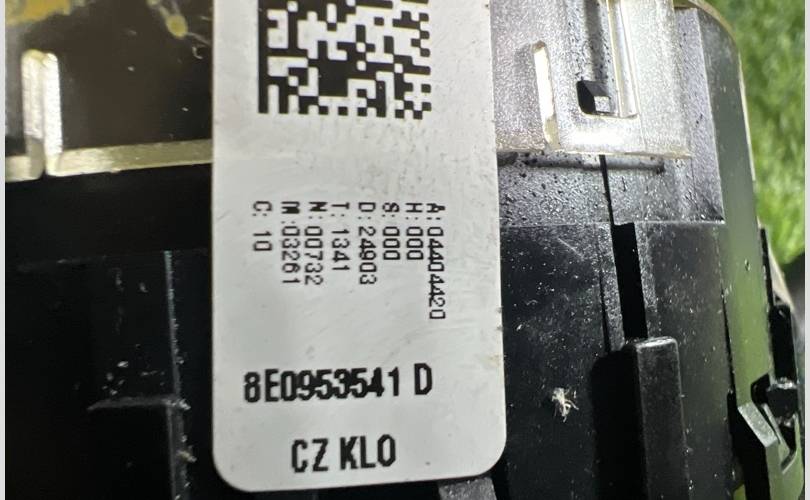 A: 04404420
H: 000
S: 000
D: 24903
T: 1341
N: 00732
M: 03261
C: 10
8E0953541 D
CZ KLO